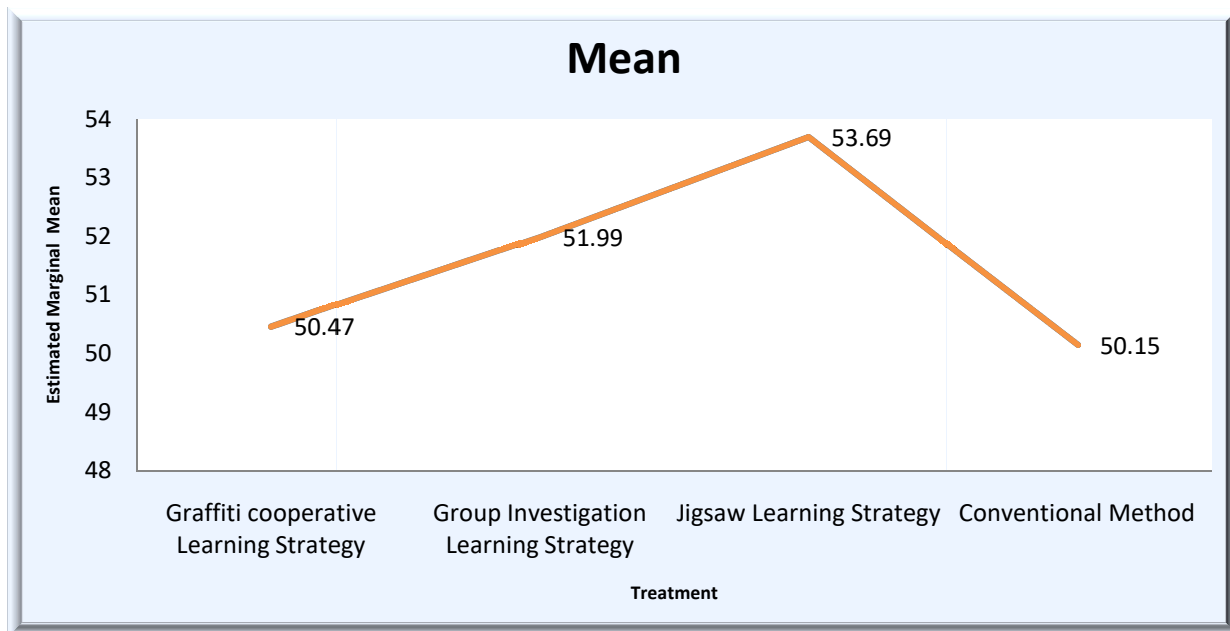 Mean
Estimated Marginal Mean
54
53
52
51
50
49
48
50.47
51.99
53.69
50.15
Graffiti cooperative
Learning Strategy
Group Investigation
Learning Strategy
Jigsaw Learning Strategy
Conventional Method
Treatment